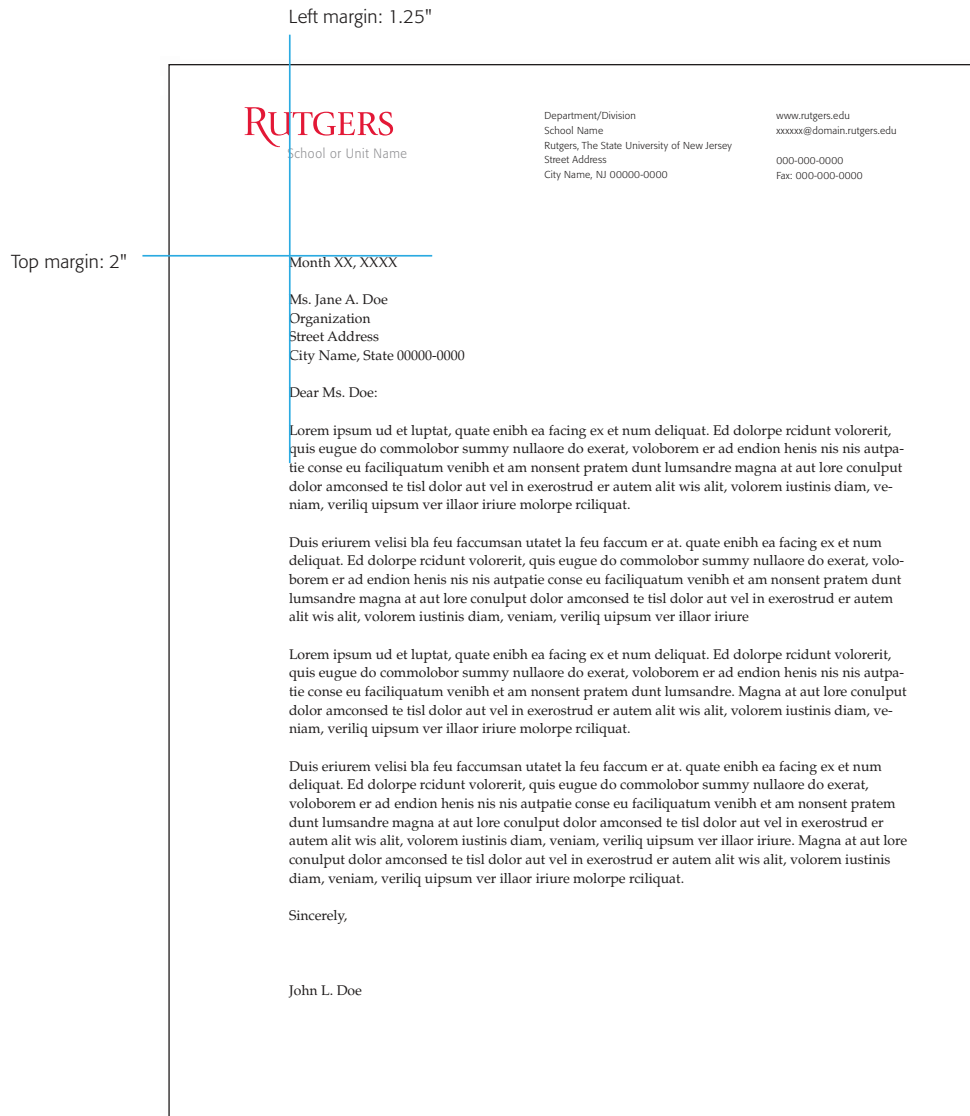 Left margin: 1.25"
RUTGERS
School or Unit Name
Department/Division
School Name
Rutgers, The State University of New Jersey
Street Address
City Name, NJ 00000-0000
www.rutgers.edu
xxxxxx@domain.rutgers.edu
000-000-0000
Fax: 000-000-0000
Top margin: 2"
Month XX, XXXX
Ms. Jane A. Doe
Organization
Street Address
City Name, State 00000-0000
Dear Ms. Doe:
Lorem ipsum ud et luptat, quate enibh ea facing ex et num deliquat. Ed dolorpe rcidunt volorerit,
quis eugue do commolobor summy nullaore do exerat, voloborem er ad endion henis nis nis autpa-
tie conse eu faciliquatum venibh et am nonsent pratem dunt lumsandre magna at aut lore conulput
dolor amconsed te tisl dolor aut vel in exerostrud er autem alit wis alit, volorem iustinis diam, ve-
niam, veriliq uipsum ver illaor iriure molorpe rciliquat.
Duis eriurem velisi bla feu faccumsan utatet la feu faccum er at. quate enibh ea facing ex et num
deliquat. Ed dolorpe rcidunt volorerit, quis eugue do commolobor summy nullaore do exerat, volo-
borem er ad endion henis nis nis autpatie conse eu faciliquatum venibh et am nonsent pratem dunt
lumsandre magna at aut lore conulput dolor amconsed te tisl dolor aut vel in exerostrud er autem
alit wis alit, volorem iustinis diam, veniam, veriliq uipsum ver illaor iriure
Lorem ipsum ud et luptat, quate enibh ea facing ex et num deliquat. Ed dolorpe rcidunt volorerit,
quis eugue do commolobor summy nullaore do exerat, voloborem er ad endion henis nis nis autpa-
tie conse eu faciliquatum venibh et am nonsent pratem dunt lumsandre. Magna at aut lore conulput
dolor amconsed te tisl dolor aut vel in exerostrud er autem alit wis alit, volorem iustinis diam, ve-
niam, veriliq uipsum ver illaor iriure molorpe rciliquat.
Duis eriurem velisi bla feu faccumsan utatet la feu faccum er at. quate enibh ea facing ex et num
deliquat. Ed dolorpe rcidunt volorerit, quis eugue do commolobor summy nullaore do exerat,
voloborem er ad endion henis nis nis autpatie conse eu faciliquatum venibh et am nonsent pratem
dunt lumsandre magna at aut lore conulput dolor amconsed te tisl dolor aut vel in exerostrud er
autem alit wis alit, volorem iustinis diam, veniam, veriliq uipsum ver illaor iriure. Magna at aut lore
conulput dolor amconsed te tisl dolor aut vel in exerostrud er autem alit wis alit, volorem iustinis
diam, veniam, veriliq uipsum ver illaor iriure molorpe rciliquat.
Sincerely,
John L. Doe